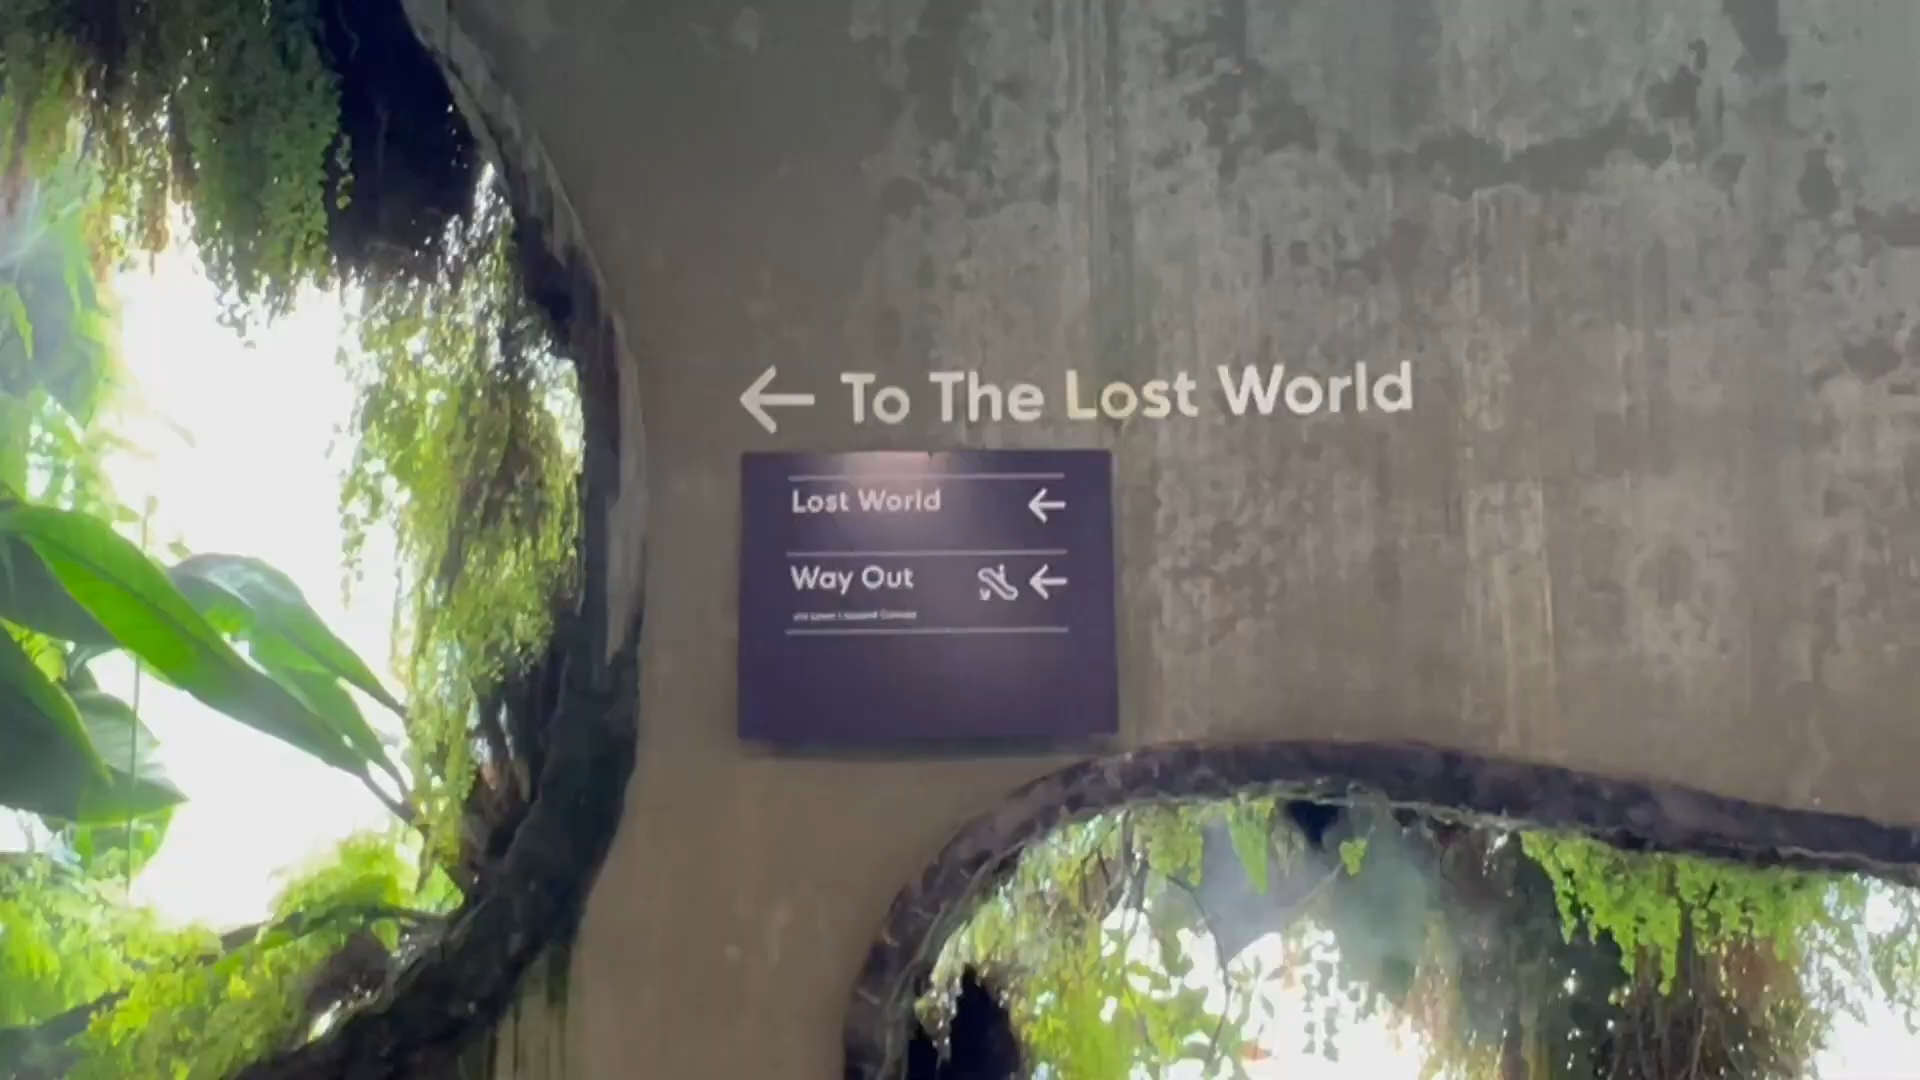 ← To The Lost World
Lost World ←
Way Out ←